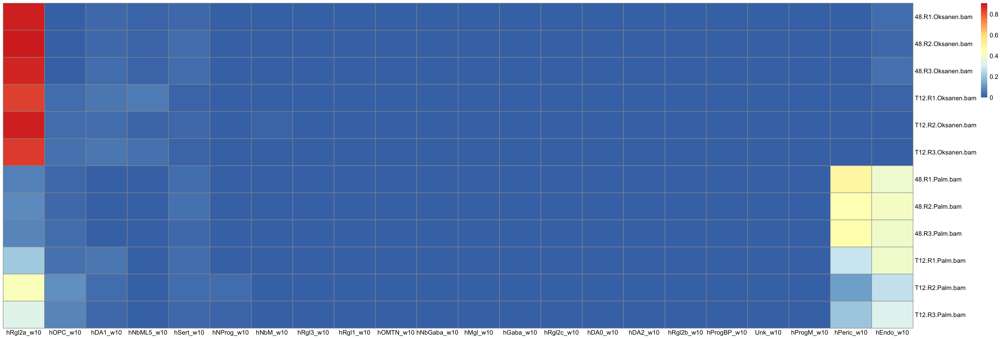 48.R1.Oksanen.bam
48.R2.Oksanen.bam
48.R3.Oksanen.bam
T12.R1.Oksanen.bam
T12.R2.Oksanen.bam
T12.R3.Oksanen.bam
48.R1.Palm.bam
48.R2.Palm.bam
48.R3.Palm.bam
T12.R1.Palm.bam
T12.R2.Palm.bam
T12.R3.Palm.bam
0.8
0.6
0.4
0.2
0
hRgl2a_w10 hOPC_w10 hDA1_w10 hNbML5_w10 hSert_w10 hNProg_w10 hNbM_w10 hRgl3_w10 hRgl1_w10 hOMTN_w10 hNbGaba_w10 hMgl_w10 hGaba_w10 hRgl2c_w10 hDA0_w10 hDA2_w10 hRgl2b_w10 hProgBP_w10 Unk_w10 hProgM_w10 hPeric_w10 hEndo_w10